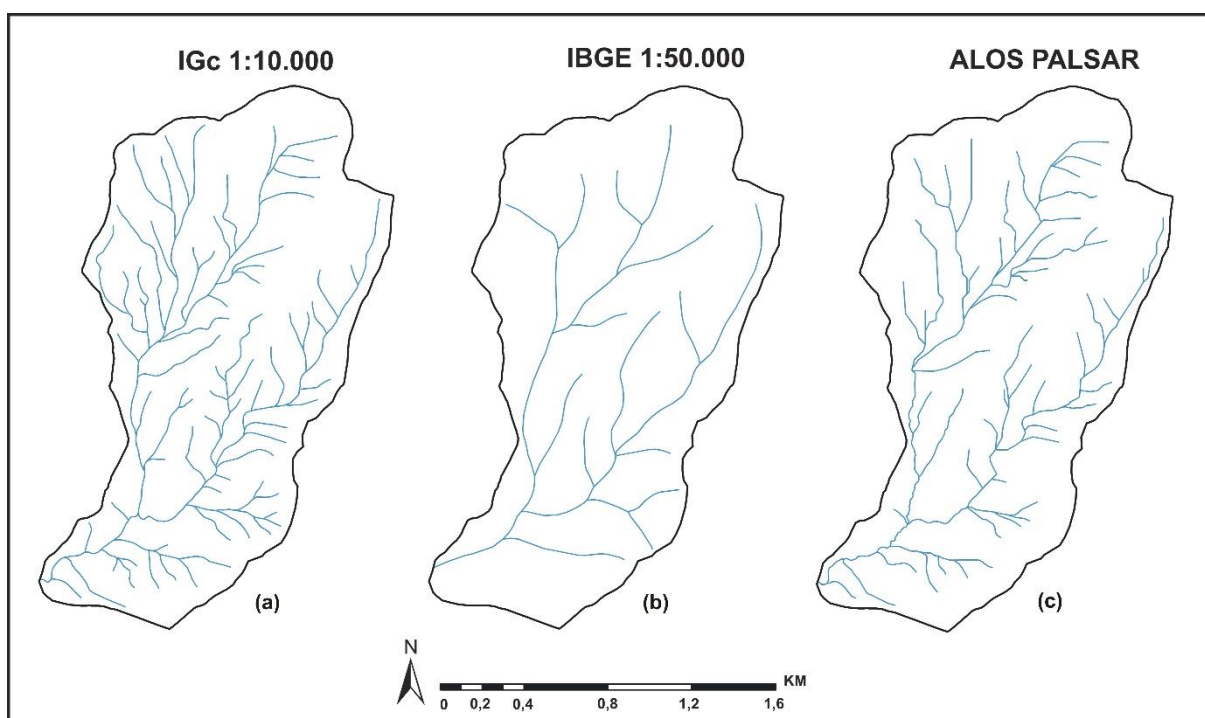 IGc 1:10.000
IBGE 1:50.000
ALOS PALSAR
(a)
(b)
(c)
N
KM
0 0,2 0,4 0,8 1,2 1,6